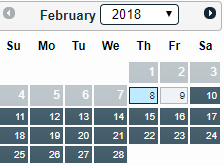 February 2018
Su Mo Tu We Th Fr Sa
1 2 3
4 5 6 7 8 9 10
11 12 13 14 15 16 17
18 19 20 21 22 23 24
25 26 27 28